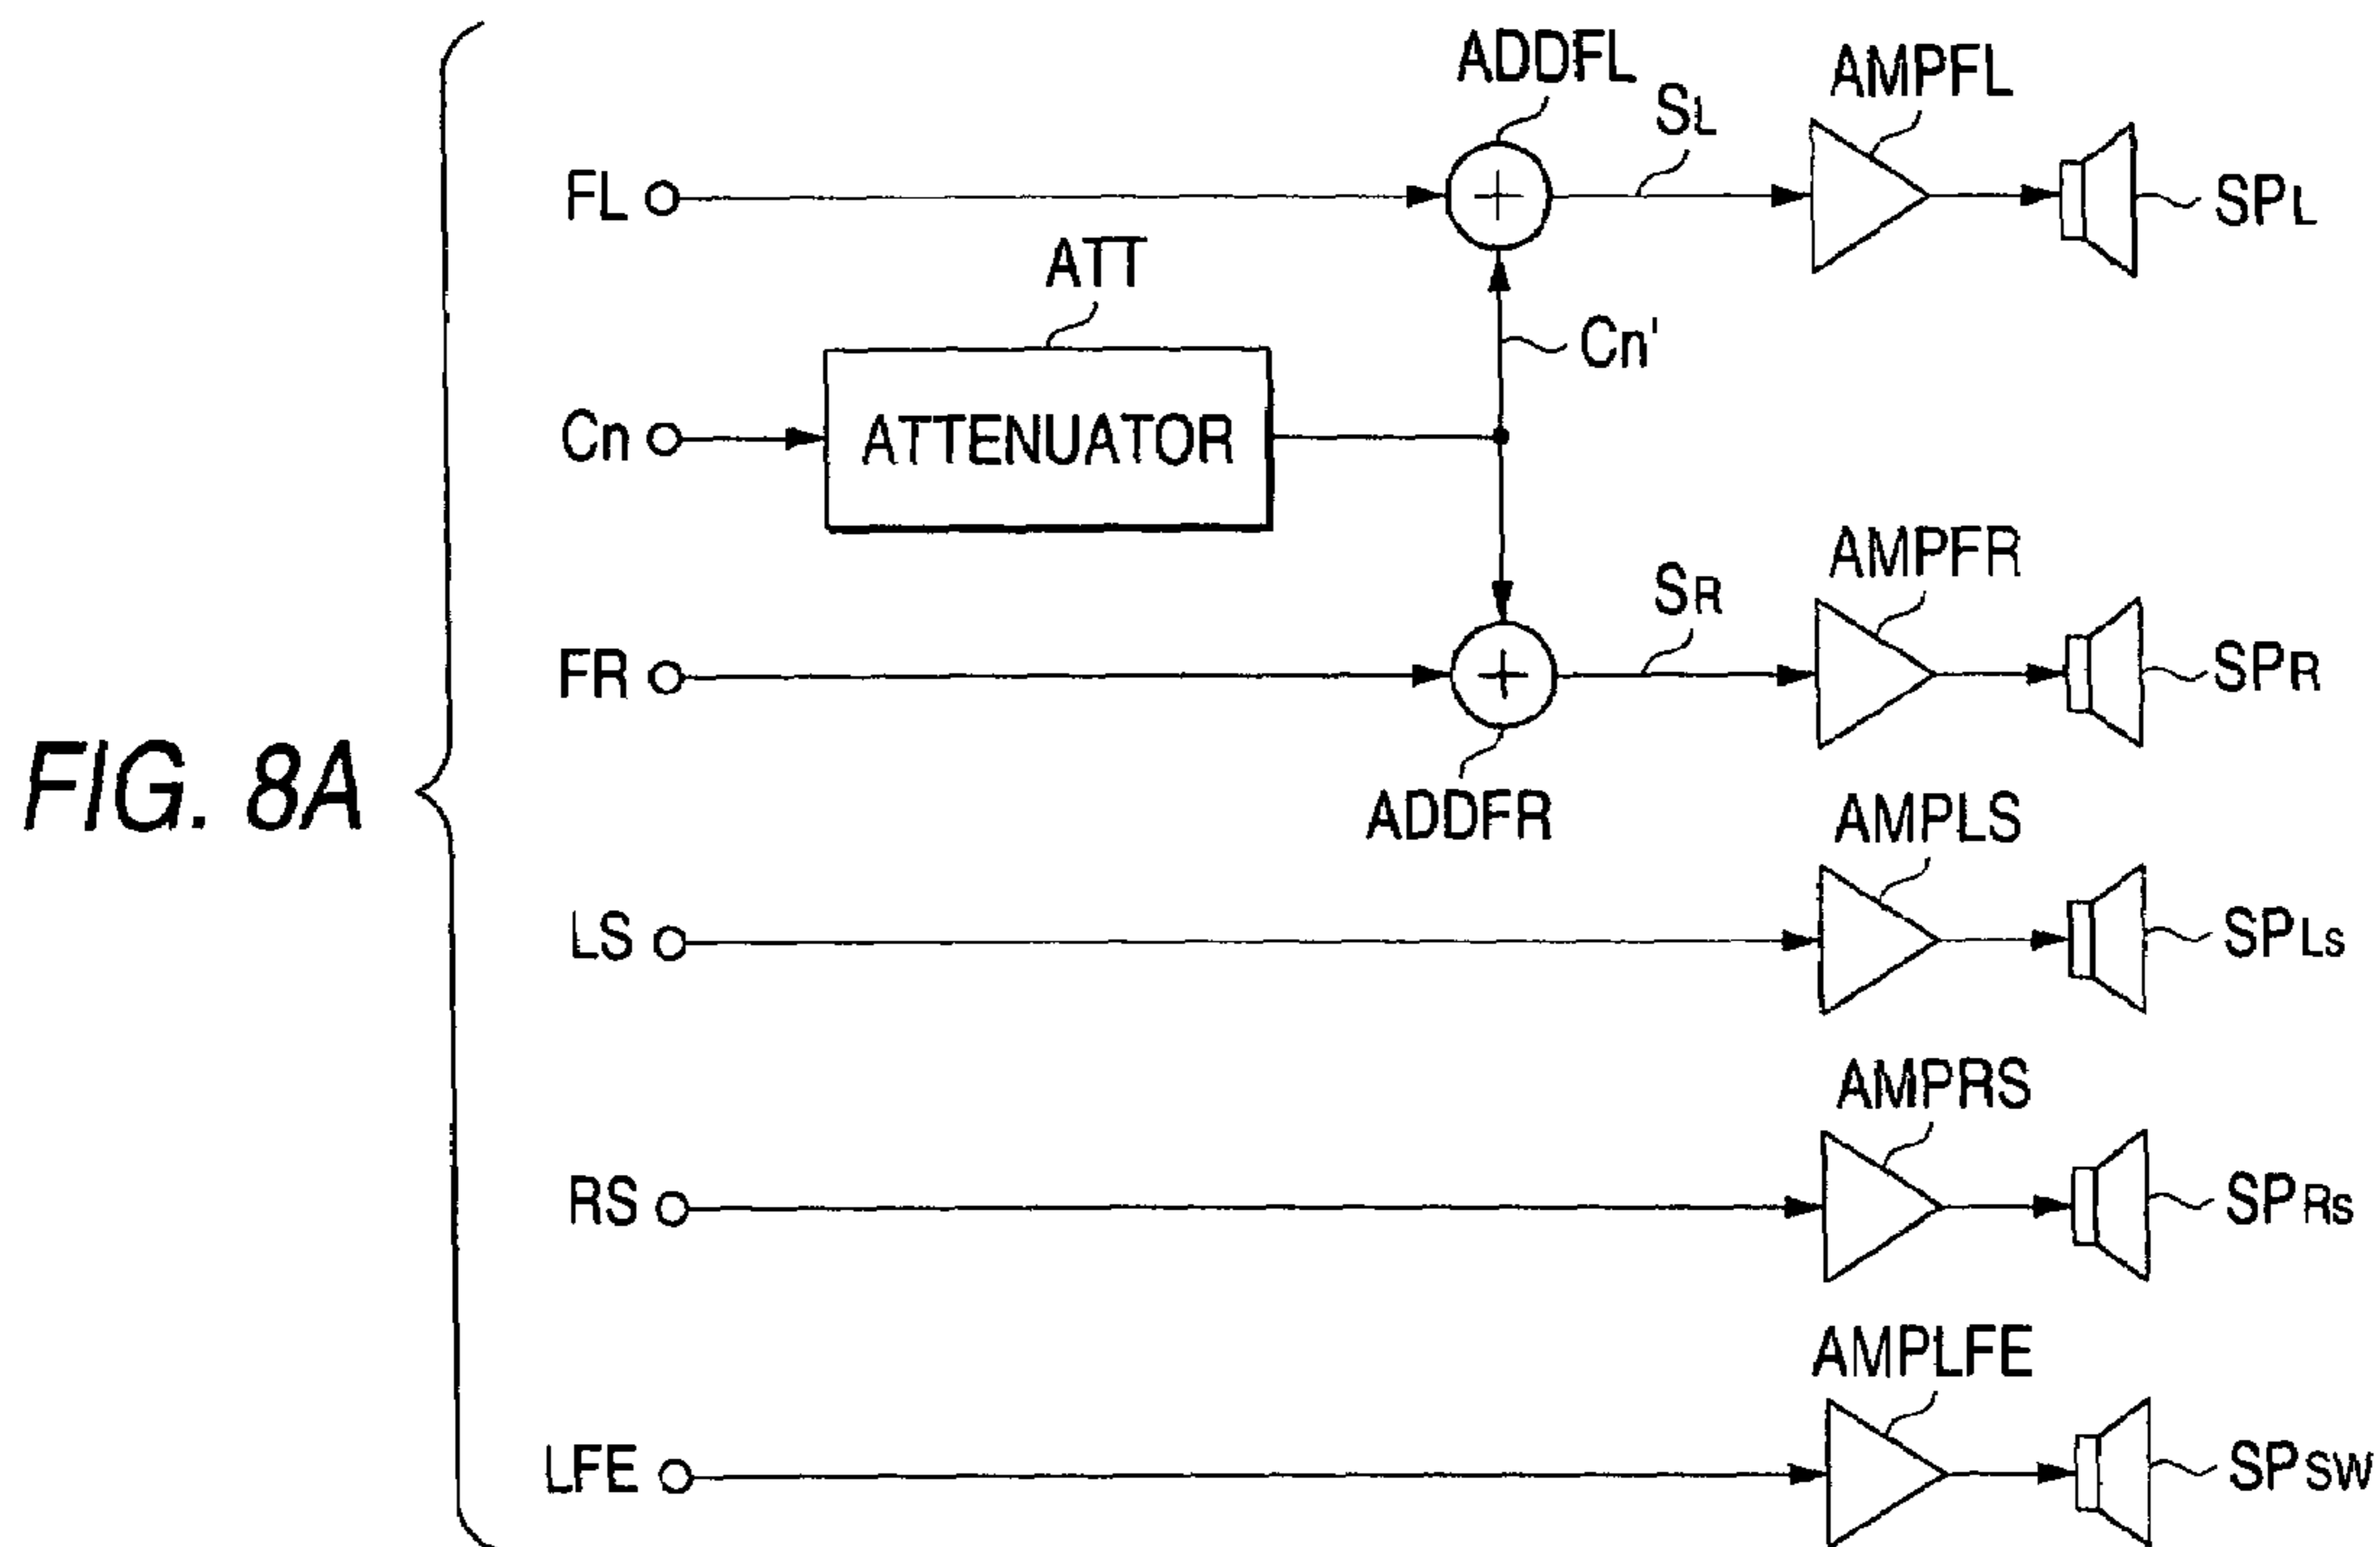 ADDFL
SL
AMPFL
FL
SPL
ATT
Cn'
Cn
ATTENUATOR
AMPFR
SR
FR
SPR
FIG. 8A
ADDFR
AMPLS
LS
SPLS
AMPRS
RS
SPRS
AMPLFE
LFE
SPSW